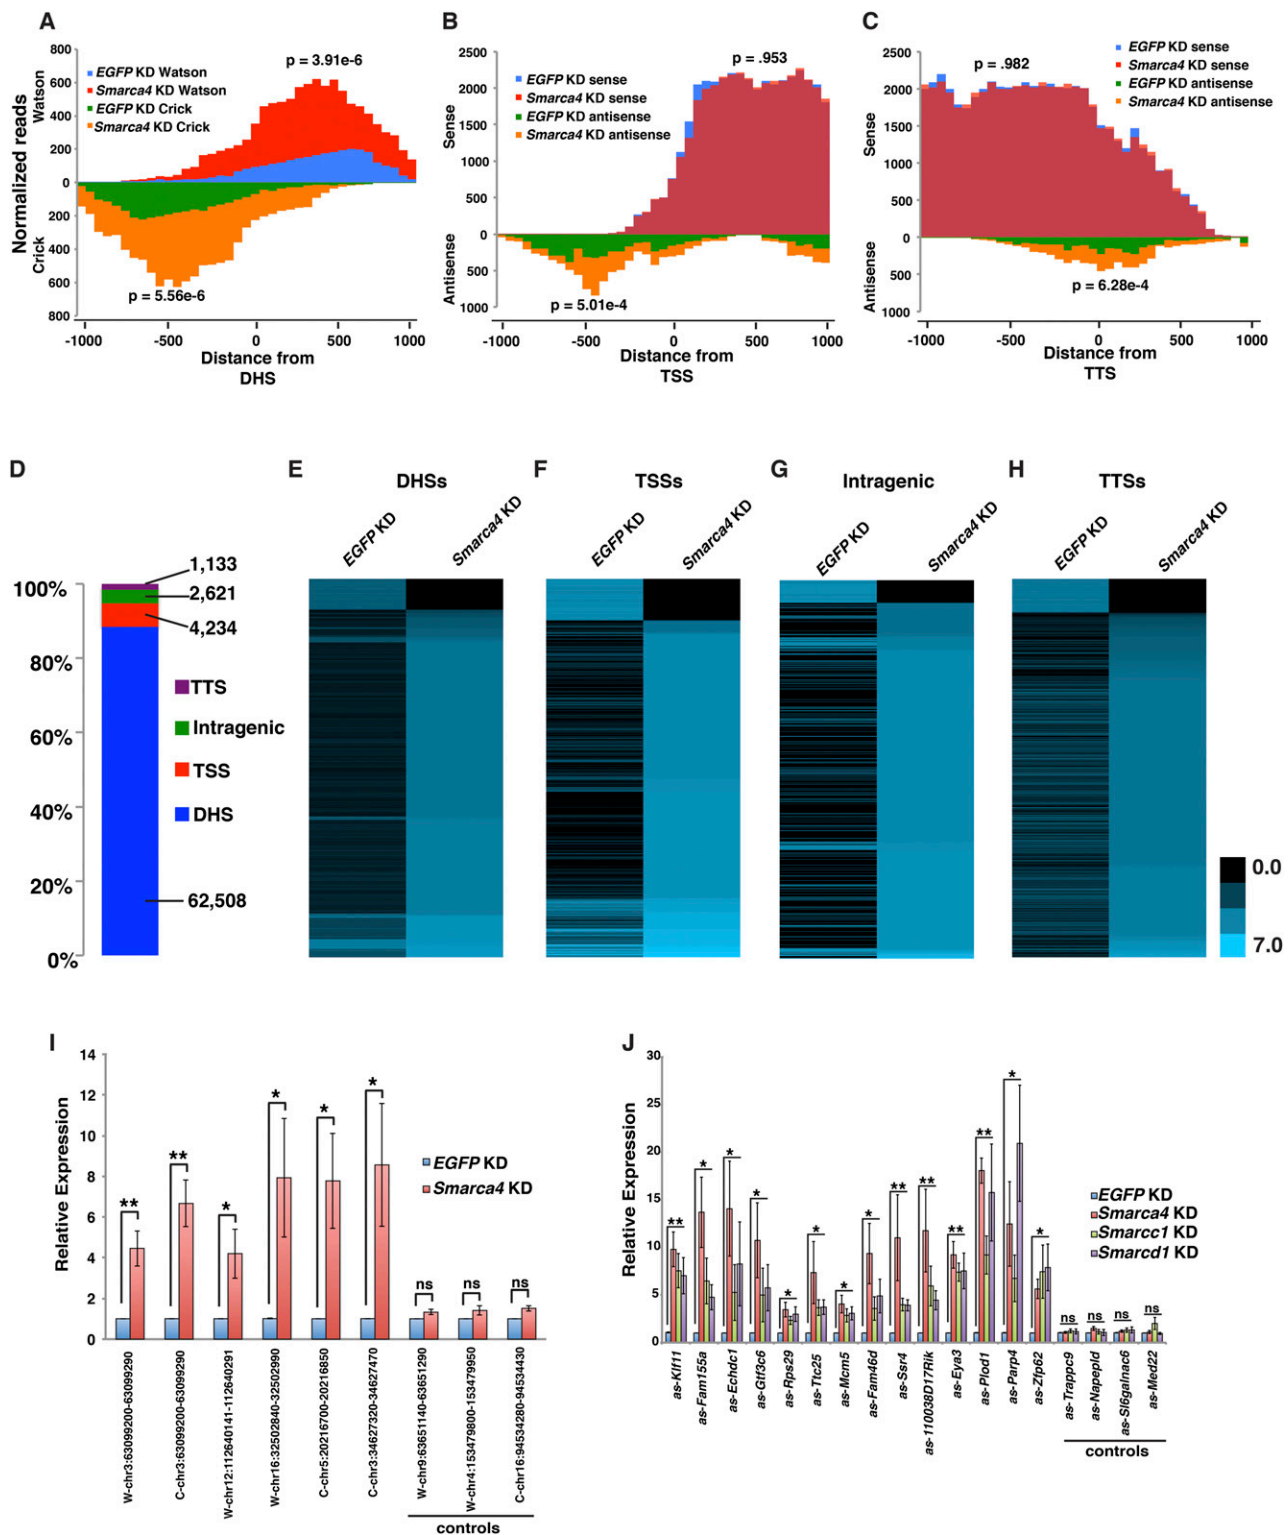 A
B
C
800
600
400
200
0
200
400
600
800
Normalized reads
Watson
Crick
EGFP KD Watson
Smarca4 KD Watson
EGFP KD Crick
Smarca4 KD Crick
p = 3.91e-6
p = 5.56e-6
-1000
-500
0
500
1000
Distance from
DHS
2500
2000
1500
1000
500
0
500
1000
Sense
Antisense
EGFP KD sense
Smarca4 KD sense
EGFP KD antisense
Smarca4 KD antisense
p = .953
p = 5.01e-4
-1000
-500
0
500
1000
Distance from
TSS
2500
2000
1500
1000
500
0
500
1000
Sense
Antisense
EGFP KD sense
Smarca4 KD sense
EGFP KD antisense
Smarca4 KD antisense
p = .982
p = 6.28e-4
-1000
-500
0
500
1000
Distance from
TTS
D
E
F
G
H
100%
80%
60%
40%
20%
0%
1,133
2,621
4,234
62,508
TTS
Intragenic
TSS
DHS
DHSs
EGFP KD
Smarca4 KD
TSSs
EGFP KD
Smarca4 KD
Intragenic
EGFP KD
Smarca4 KD
TTSs
EGFP KD
Smarca4 KD
0.0
7.0
I
Relative Expression
14
12
10
8
6
4
2
0
**
**
*
*
*
*
ns
ns
ns
EGFP KD
Smarca4 KD
W-chr3:63099200-63099290
C-chr3:63099200-63099290
W-chr12:112640141-112640291
W-chr16:32502840-32502990
C-chr5:20216700-20216850
C-chr3:34627320-34627470
W-chr9:63651140-63651290
W-chr4:153479800-153479950
C-chr16:94534280-94534430
controls
J
Relative Expression
30
25
20
15
10
5
0
**
*
*
*
*
*
*
*
**
**
**
**
*
*
ns
ns
ns
ns
EGFP KD
Smarca4 KD
Smarcc1 KD
Smarcd1 KD
as-Klf11
as-Fam155a
as-Echdc1
as-Gtf3c6
as-Rps29
as-Ttc25
as-Mcm5
as-Fam46d
as-Ssr4
as-110038D17Rik
as-Eya3
as-Plod1
as-Parp4
as-Zfp62
as-Trappc9
as-Napepld
as-Sl6galnac6
as-Med22
controls